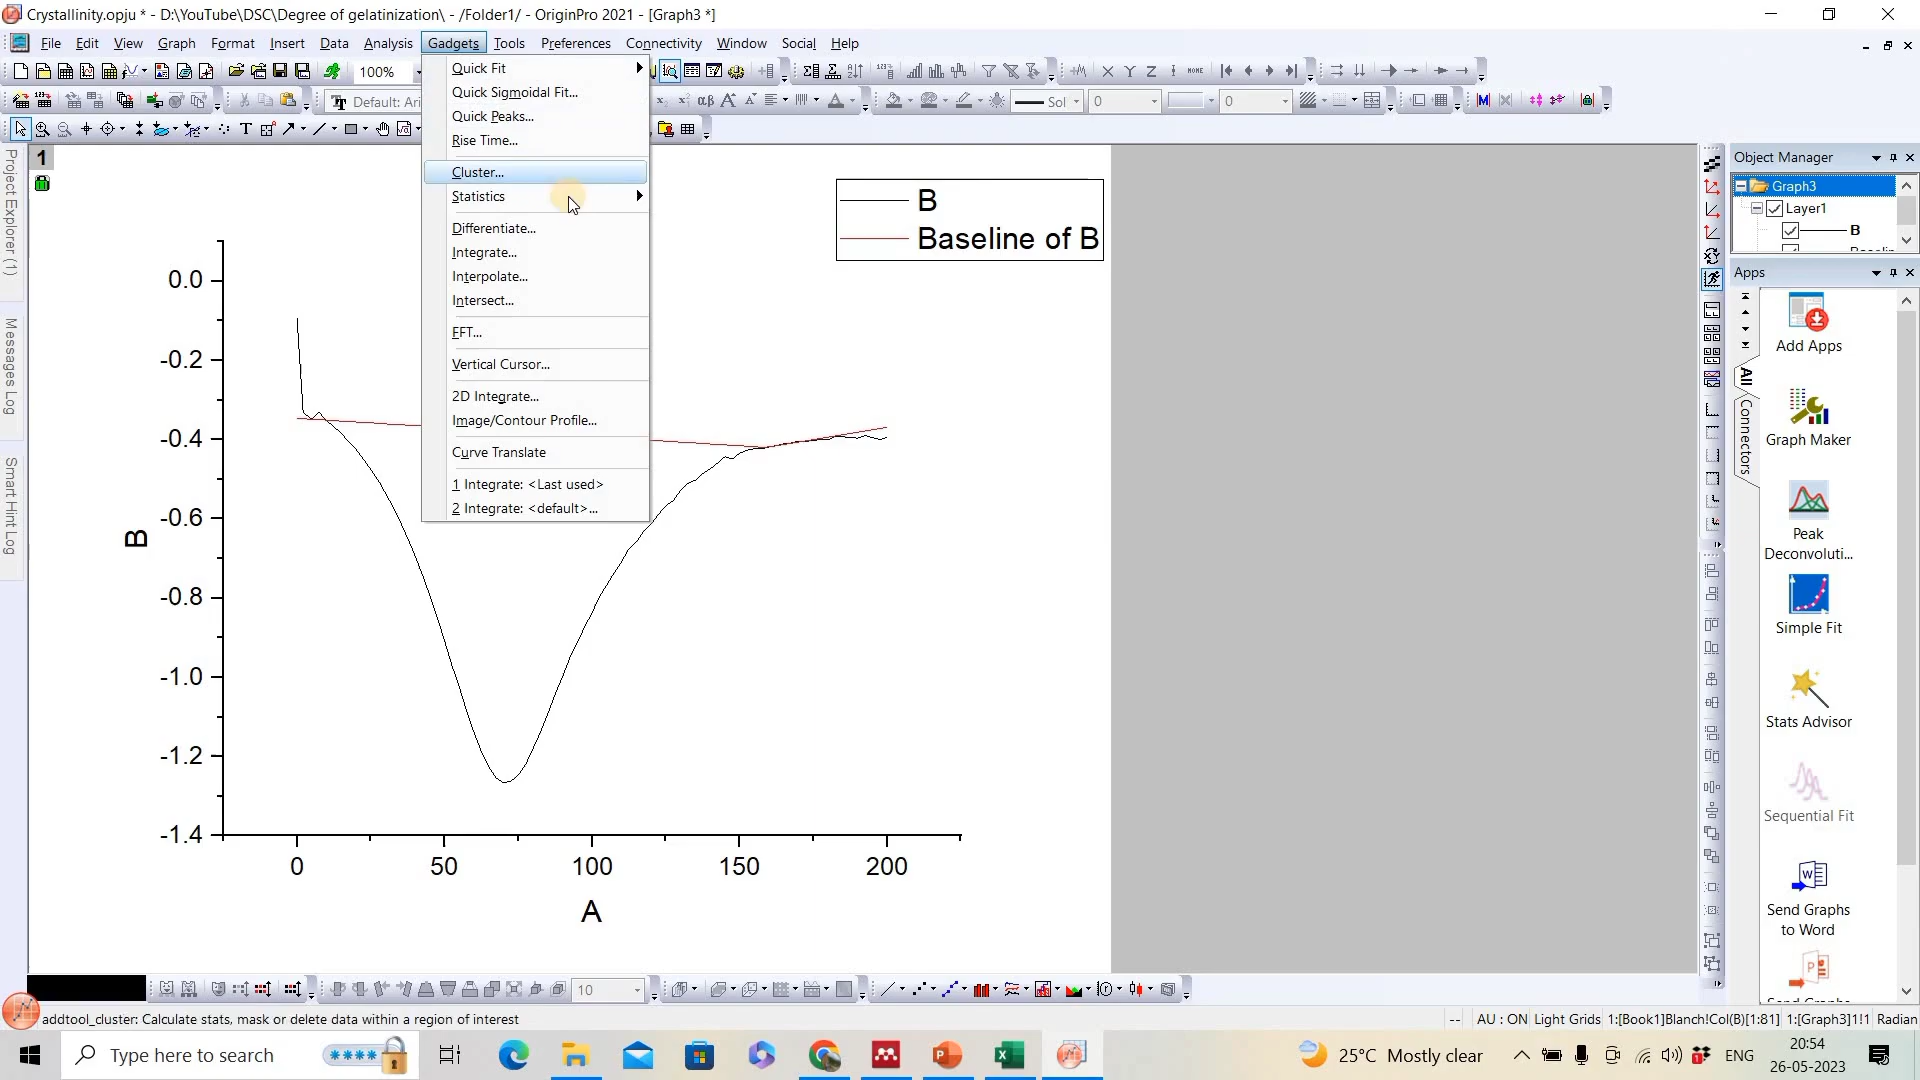 Crystallinity.opju * - D:\YouTube\DSC\Degree of gelatinization\ - /Folder1/ - OriginPro 2021 - [Graph3 *]
File Edit View Graph Format Insert Data Analysis Gadgets Tools Preferences Connectivity Window Social Help
100%
Default: Ari
Sol 0 0
Quick Fit
Quick Sigmoidal Fit...
Quick Peaks...
Rise Time...
Cluster...
Statistics
Differentiate...
Integrate...
Interpolate...
Intersect...
FFT...
Vertical Cursor...
2D Integrate...
Image/Contour Profile...
Curve Translate
1 Integrate: <Last used>
2 Integrate: <default>...
Project Explorer (1)
Messages Log
Smart Hint Log
1
B
Baseline of B
0.0
-0.2
-0.4
-0.6
-0.8
-1.0
-1.2
-1.4
B
0 50 100 150 200
A
Object Manager
Graph3
Layer1
B
Apps
All
Connectors
Add Apps
Graph Maker
Peak
Deconvoluti...
Simple Fit
Stats Advisor
Sequential Fit
Send Graphs
to Word
10
addtool_cluster: Calculate stats, mask or delete data within a region of interest
-- AU : ON Light Grids 1:[Book1]Blanch!Col(B)[1:81] 1:[Graph3]1!1 Radian
Type here to search
25°C Mostly clear
ENG
20:54
26-05-2023